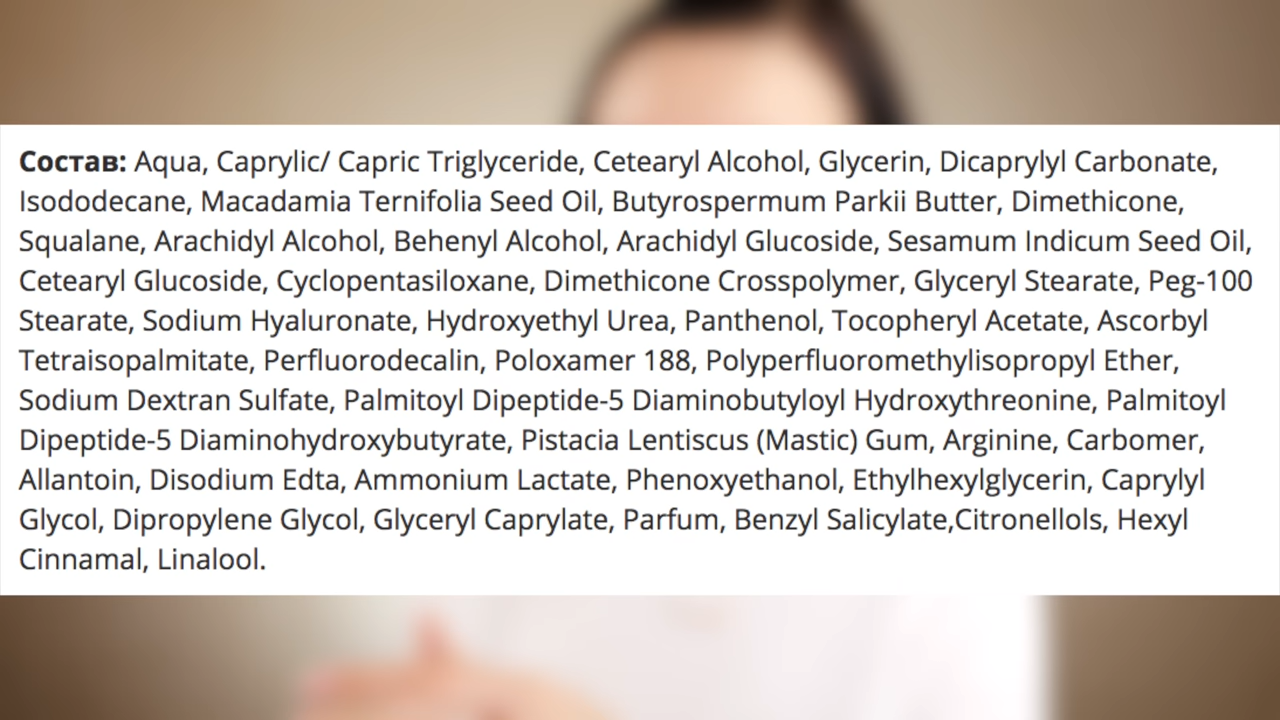 Состав: Aqua, Caprylic/ Capric Triglyceride, Cetearyl Alcohol, Glycerin, Dicaprylyl Carbonate,
Isododecane, Macadamia Ternifolia Seed Oil, Butyrospermum Parkii Butter, Dimethicone,
Squalane, Arachidyl Alcohol, Behenyl Alcohol, Arachidyl Glucoside, Sesamum Indicum Seed Oil,
Cetearyl Glucoside, Cyclopentasiloxane, Dimethicone Crosspolymer, Glyceryl Stearate, Peg-100
Stearate, Sodium Hyaluronate, Hydroxyethyl Urea, Panthenol, Tocopheryl Acetate, Ascorbyl
Tetraisopalmitate, Perfluorodecalin, Poloxamer 188, Polyperfluoromethylisopropyl Ether,
Sodium Dextran Sulfate, Palmitoyl Dipeptide-5 Diaminobutyloyl Hydroxythreonine, Palmitoyl
Dipeptide-5 Diaminohydroxybutyrate, Pistacia Lentiscus (Mastic) Gum, Arginine, Carbomer,
Allantoin, Disodium Edta, Ammonium Lactate, Phenoxyethanol, Ethylhexylglycerin, Caprylyl
Glycol, Dipropylene Glycol, Glyceryl Caprylate, Parfum, Benzyl Salicylate,Citronellols, Hexyl
Cinnamal, Linalool.